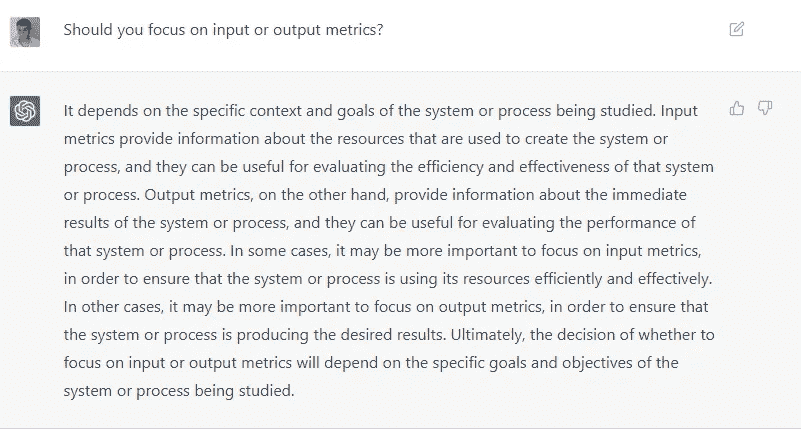 Should you focus on input or output metrics?
It depends on the specific context and goals of the system or process being studied. Input
metrics provide information about the resources that are used to create the system or
process, and they can be useful for evaluating the efficiency and effectiveness of that system
or process. Output metrics, on the other hand, provide information about the immediate
results of the system or process, and they can be useful for evaluating the performance of
that system or process. In some cases, it may be more important to focus on input metrics,
in order to ensure that the system or process is using its resources efficiently and effectively.
In other cases, it may be more important to focus on output metrics, in order to ensure that
the system or process is producing the desired results. Ultimately, the decision of whether to
focus on input or output metrics will depend on the specific goals and objectives of the
system or process being studied.